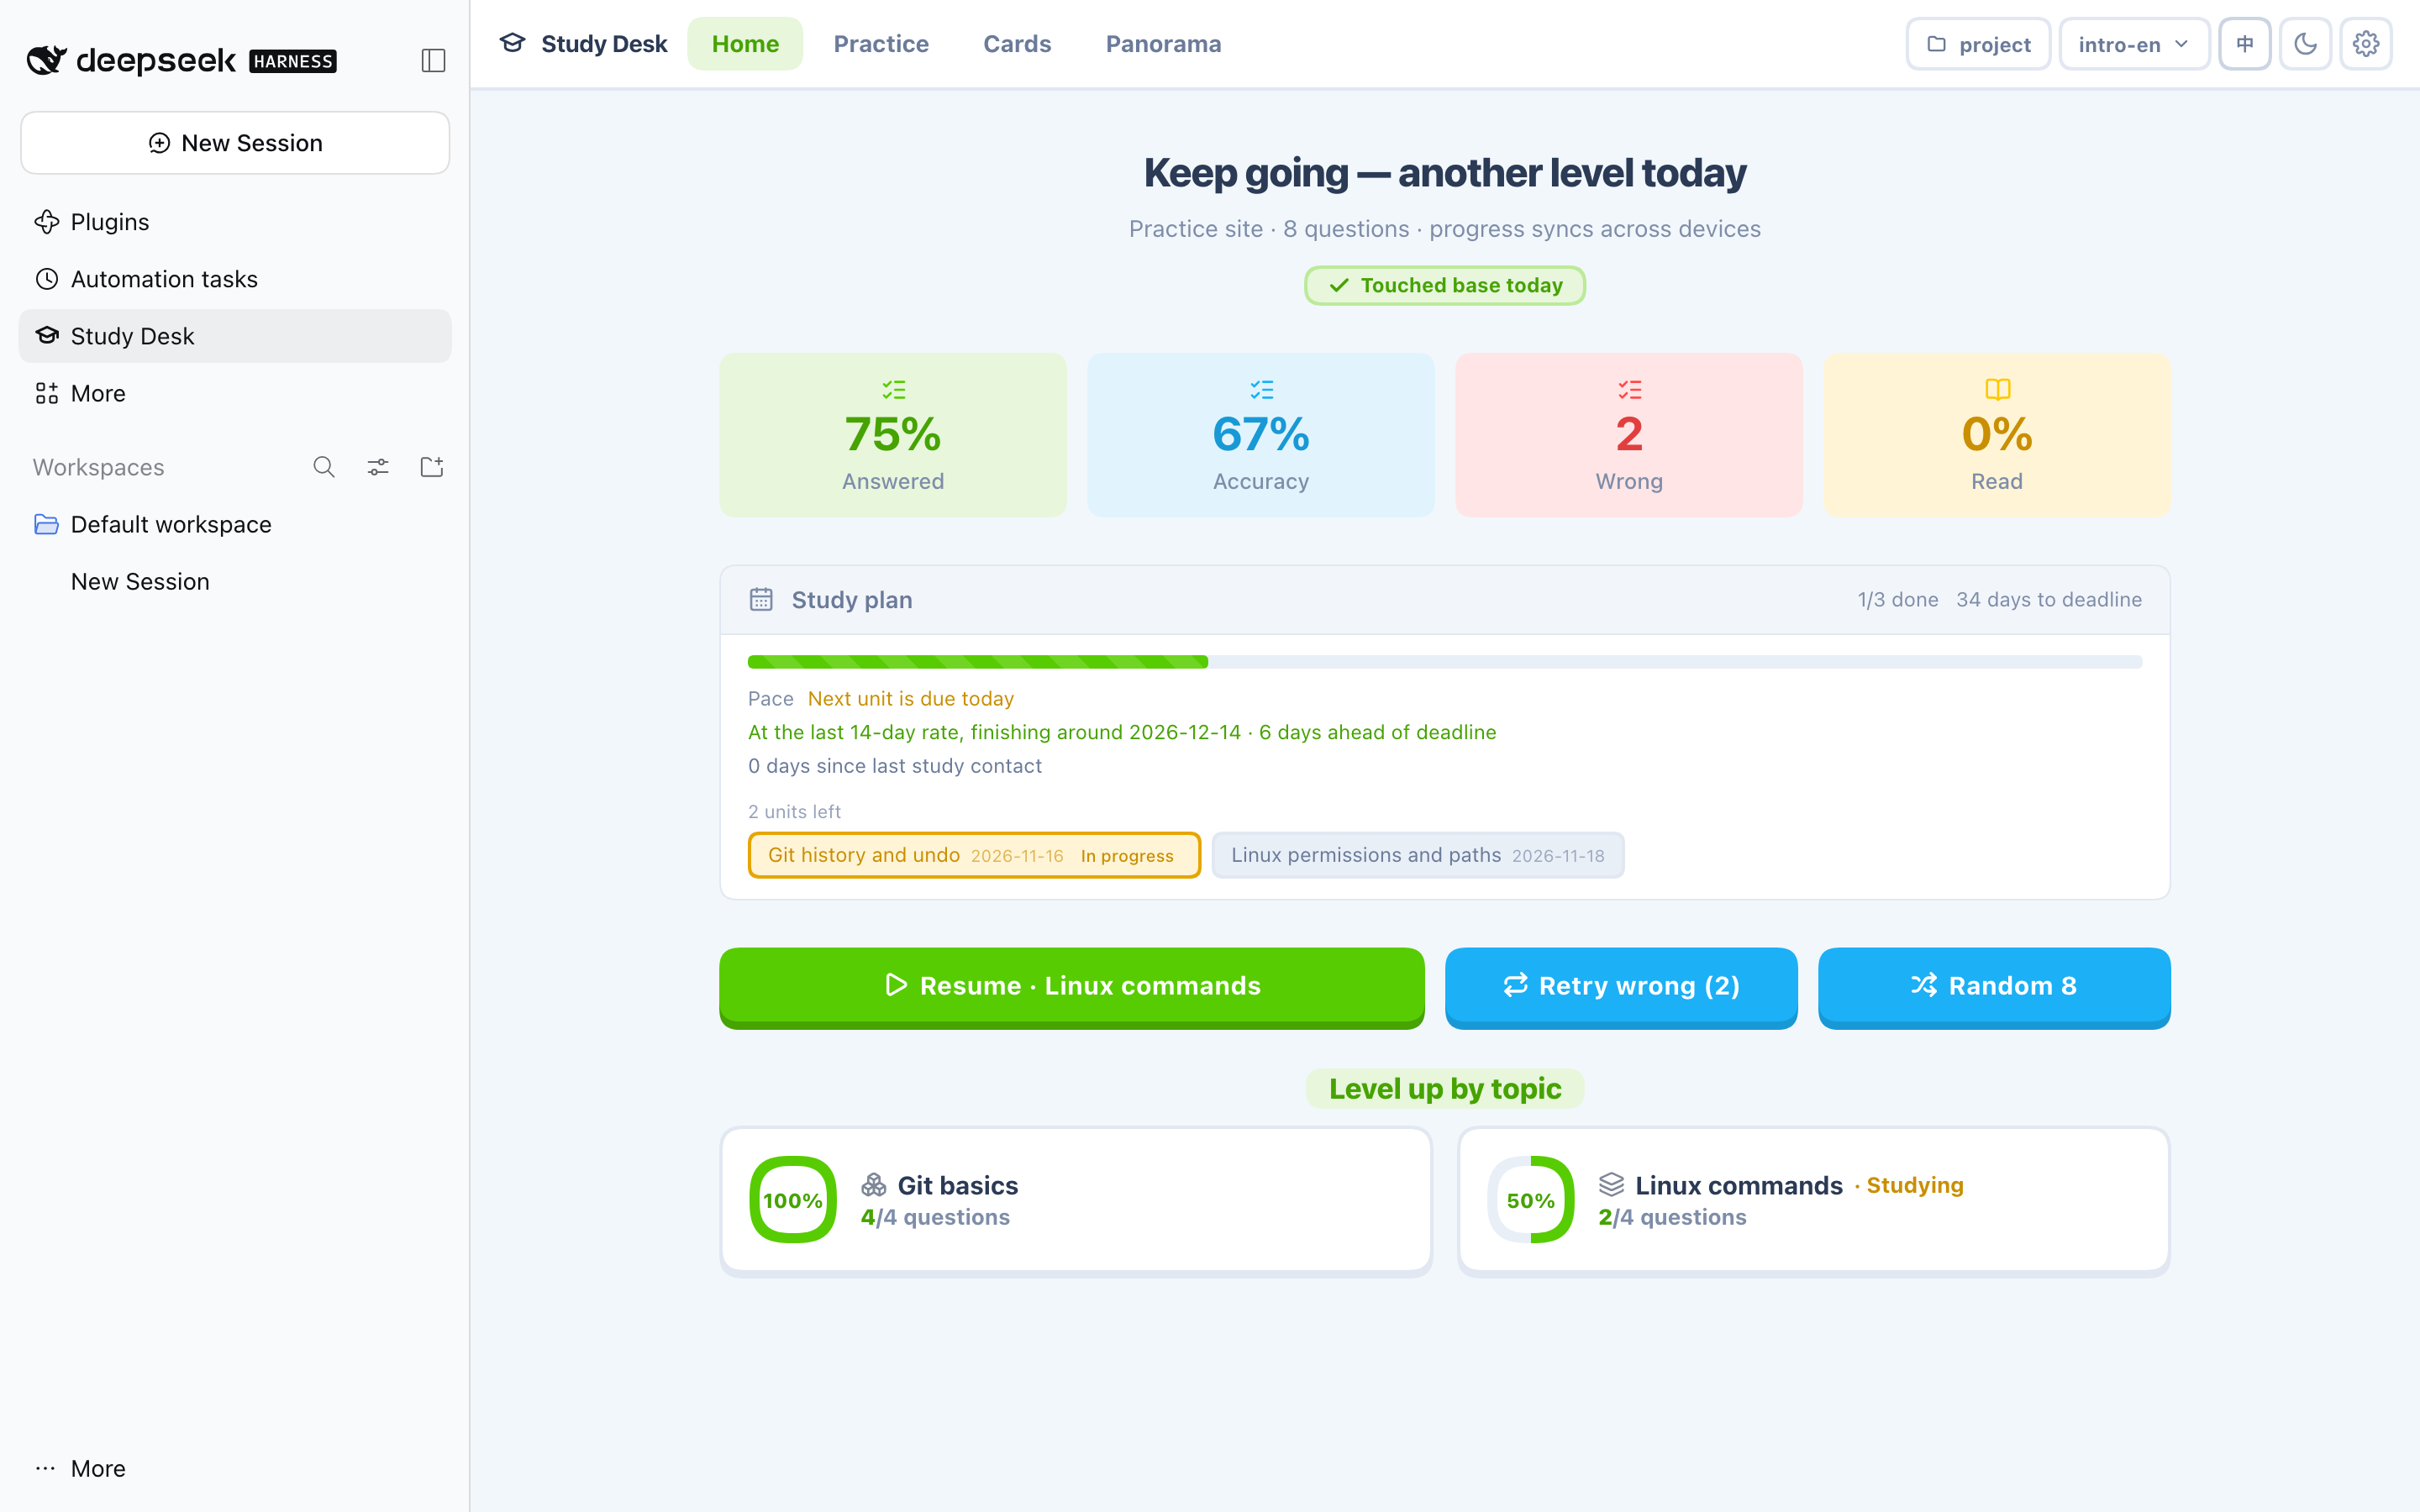 deepseek HARNESS
New Session
Plugins
Automation tasks
Study Desk
More
Workspaces
Default workspace
New Session
More
Study Desk
Home
Practice
Cards
Panorama
project
intro-en
中
Keep going — another level today
Practice site · 8 questions · progress syncs across devices
Touched base today
75%
Answered
67%
Accuracy
2
Wrong
0%
Read
Study plan
1/3 done 34 days to deadline
Pace Next unit is due today
At the last 14-day rate, finishing around 2026-12-14 · 6 days ahead of deadline
0 days since last study contact
2 units left
Git history and undo 2026-11-16 In progress
Linux permissions and paths 2026-11-18
Resume · Linux commands
Retry wrong (2)
Random 8
Level up by topic
100%
Git basics
4/4 questions
50%
Linux commands · Studying
2/4 questions